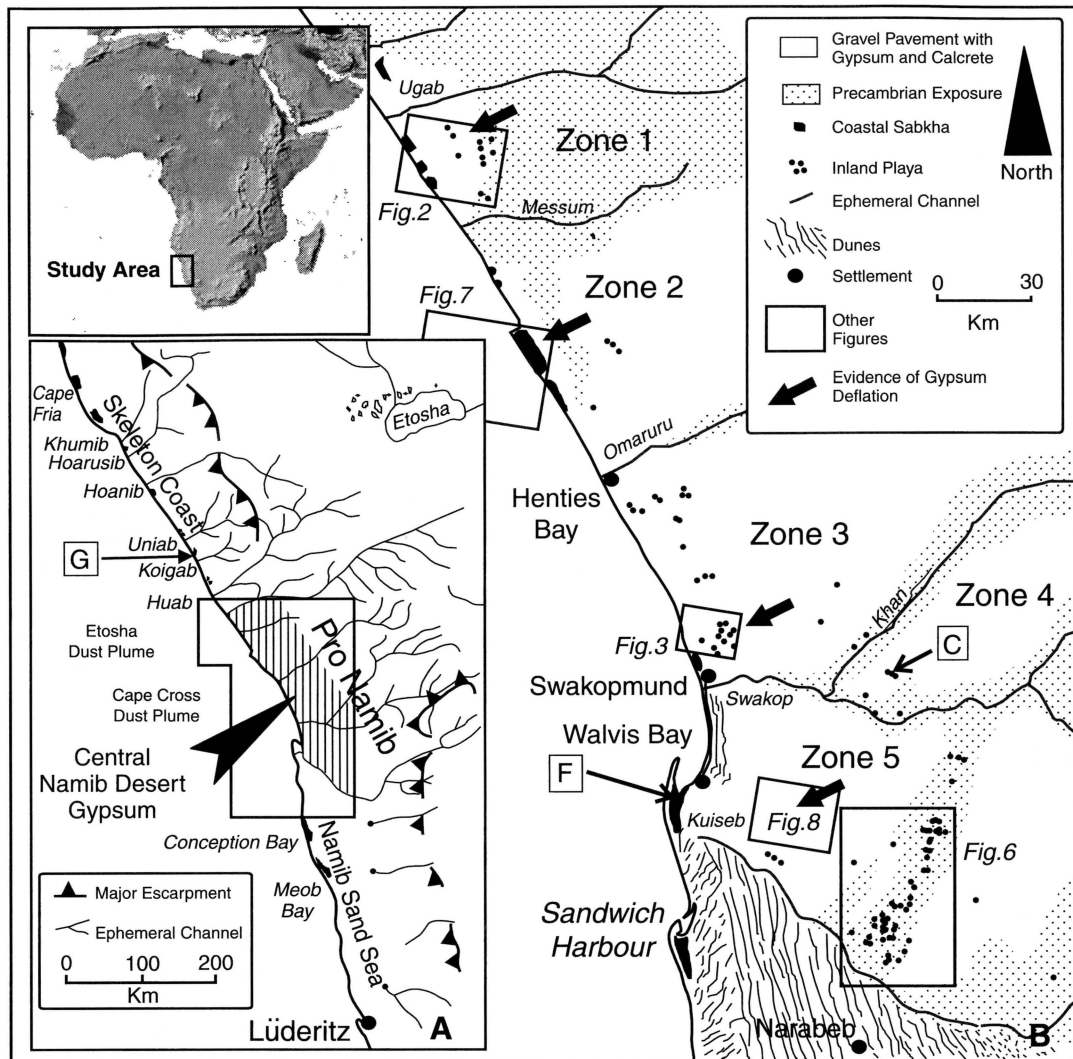 Study Area
Ugab
Zone 1
Fig.2
Messum
Zone 2
Fig.7
Omaruru
Henties
Bay
Zone 3
Khan
Zone 4
C
Fig.3
Swakopmund
Swakop
Walvis Bay
Zone 5
F
Kuiseb
Fig.8
Fig.6
Sandwich
Harbour
Narabeb
B
Gravel Pavement with
Gypsum and Calcrete
Precambrian Exposure
Coastal Sabkha
Inland Playa
Ephemeral Channel
Dunes
Settlement
Other
Figures
Evidence of Gypsum
Deflation
North
0 30
Km
Cape
Fria
Skeleton Coast
Etosha
Khumib
Hoarusib
Hoanib
Uniab
G
Koigab
Huab
Etosha
Dust Plume
Pro Namib
Cape Cross
Dust Plume
Central
Namib Desert
Gypsum
Conception Bay
Meob
Bay
Namib Sand Sea
Major Escarpment
Ephemeral Channel
0 100 200
Km
Lüderitz
A